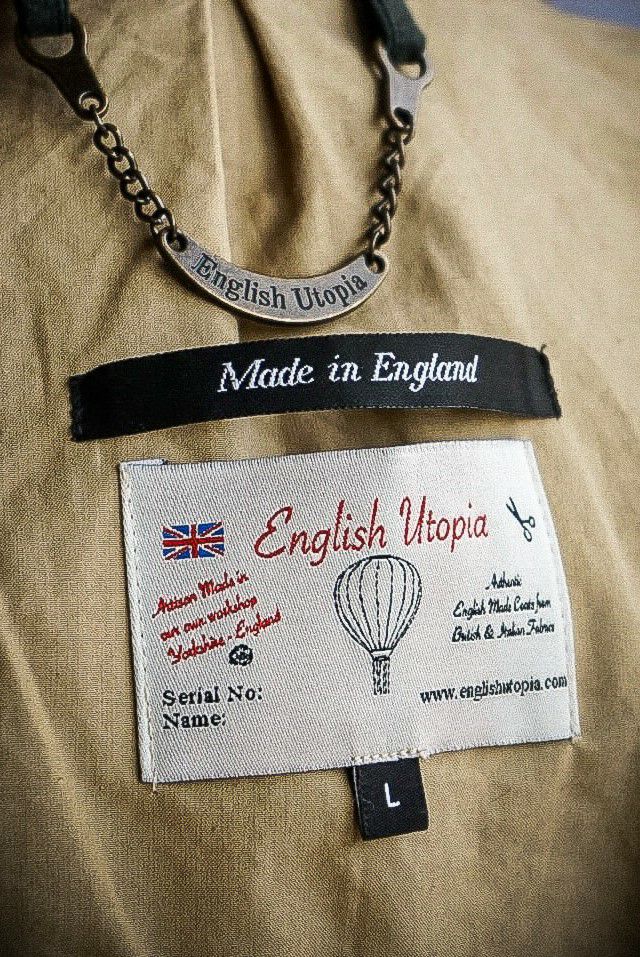 English Utopia
Made in England
English Utopia
Artisan Made in
our workshop
Yorkshire - England
Authentic
English Made Coats from
British & Italian Fabrics
Serial No:
Name:
www.englishutopia.com
L